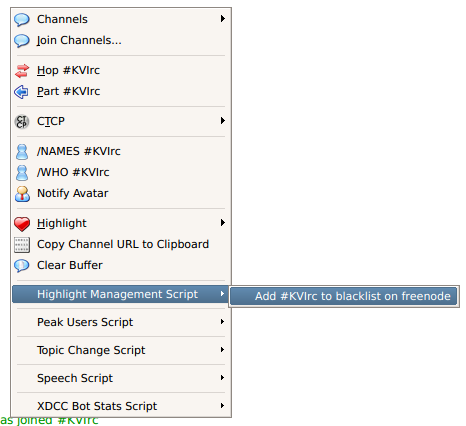 Channels
Join Channels...
Hop #KVIrc
Part #KVIrc
CTCP
/NAMES #KVIrc
/WHO #KVIrc
Notify Avatar
Highlight
Copy Channel URL to Clipboard
Clear Buffer
Highlight Management Script
Add #KVIrc to blacklist on freenode
Peak Users Script
Topic Change Script
Speech Script
XDCC Bot Stats Script
as joined #KVIrc